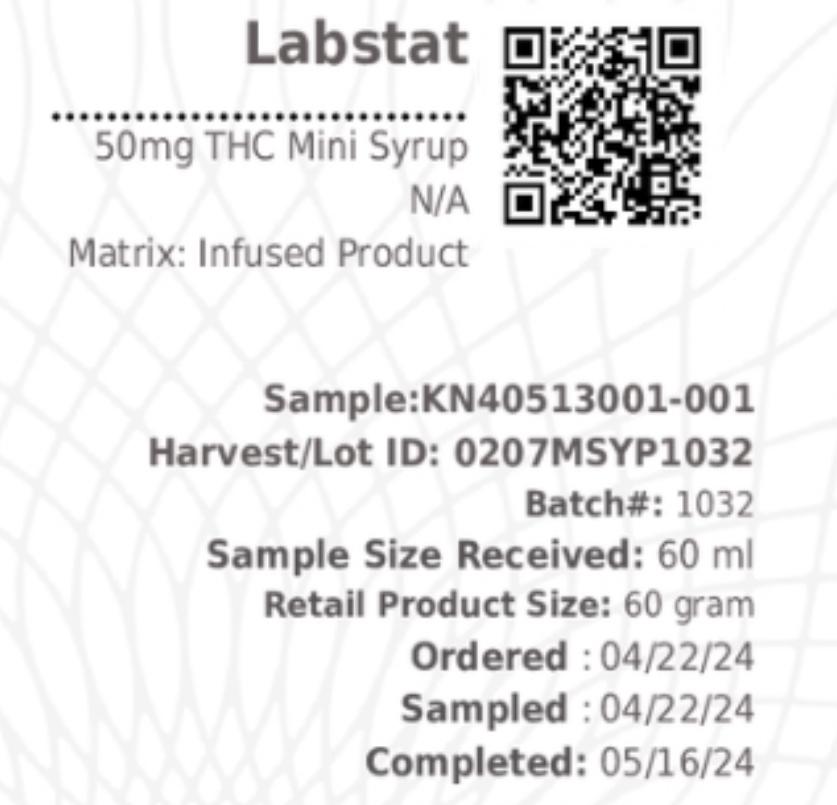 Labstat
50mg THC Mini Syrup
N/A
Matrix: Infused Product
Sample:KN40513001-001
Harvest/Lot ID: 0207MSYP1032
Batch#: 1032
Sample Size Received: 60 ml
Retail Product Size: 60 gram
Ordered : 04/22/24
Sampled : 04/22/24
Completed: 05/16/24